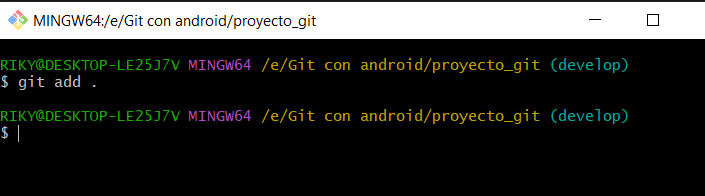 MINGW64:/e/Git con android/proyecto_git
RIKY@DESKTOP-LE25J7V MINGW64 /e/Git con android/proyecto_git (develop)
$ git add .
RIKY@DESKTOP-LE25J7V MINGW64 /e/Git con android/proyecto_git (develop)
$